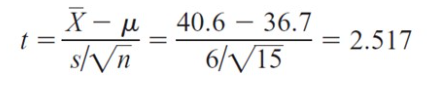 t = X̄ − μ / s/√n = 40.6 − 36.7 / 6/√15 = 2.517